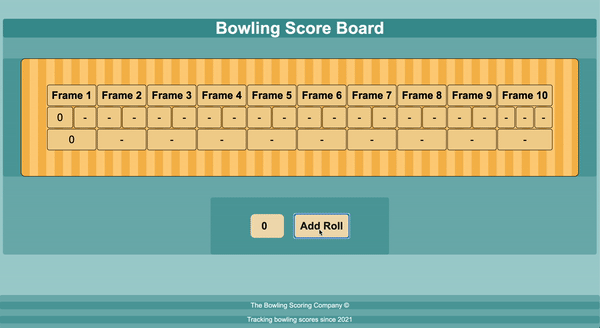 Bowling Score Board
Frame 1 Frame 2 Frame 3 Frame 4 Frame 5 Frame 6 Frame 7 Frame 8 Frame 9 Frame 10
0 - - - - - - - - - - - - - - - - - - - -
0 - - - - - - - - -
0 Add Roll
The Bowling Scoring Company ©
Tracking bowling scores since 2021